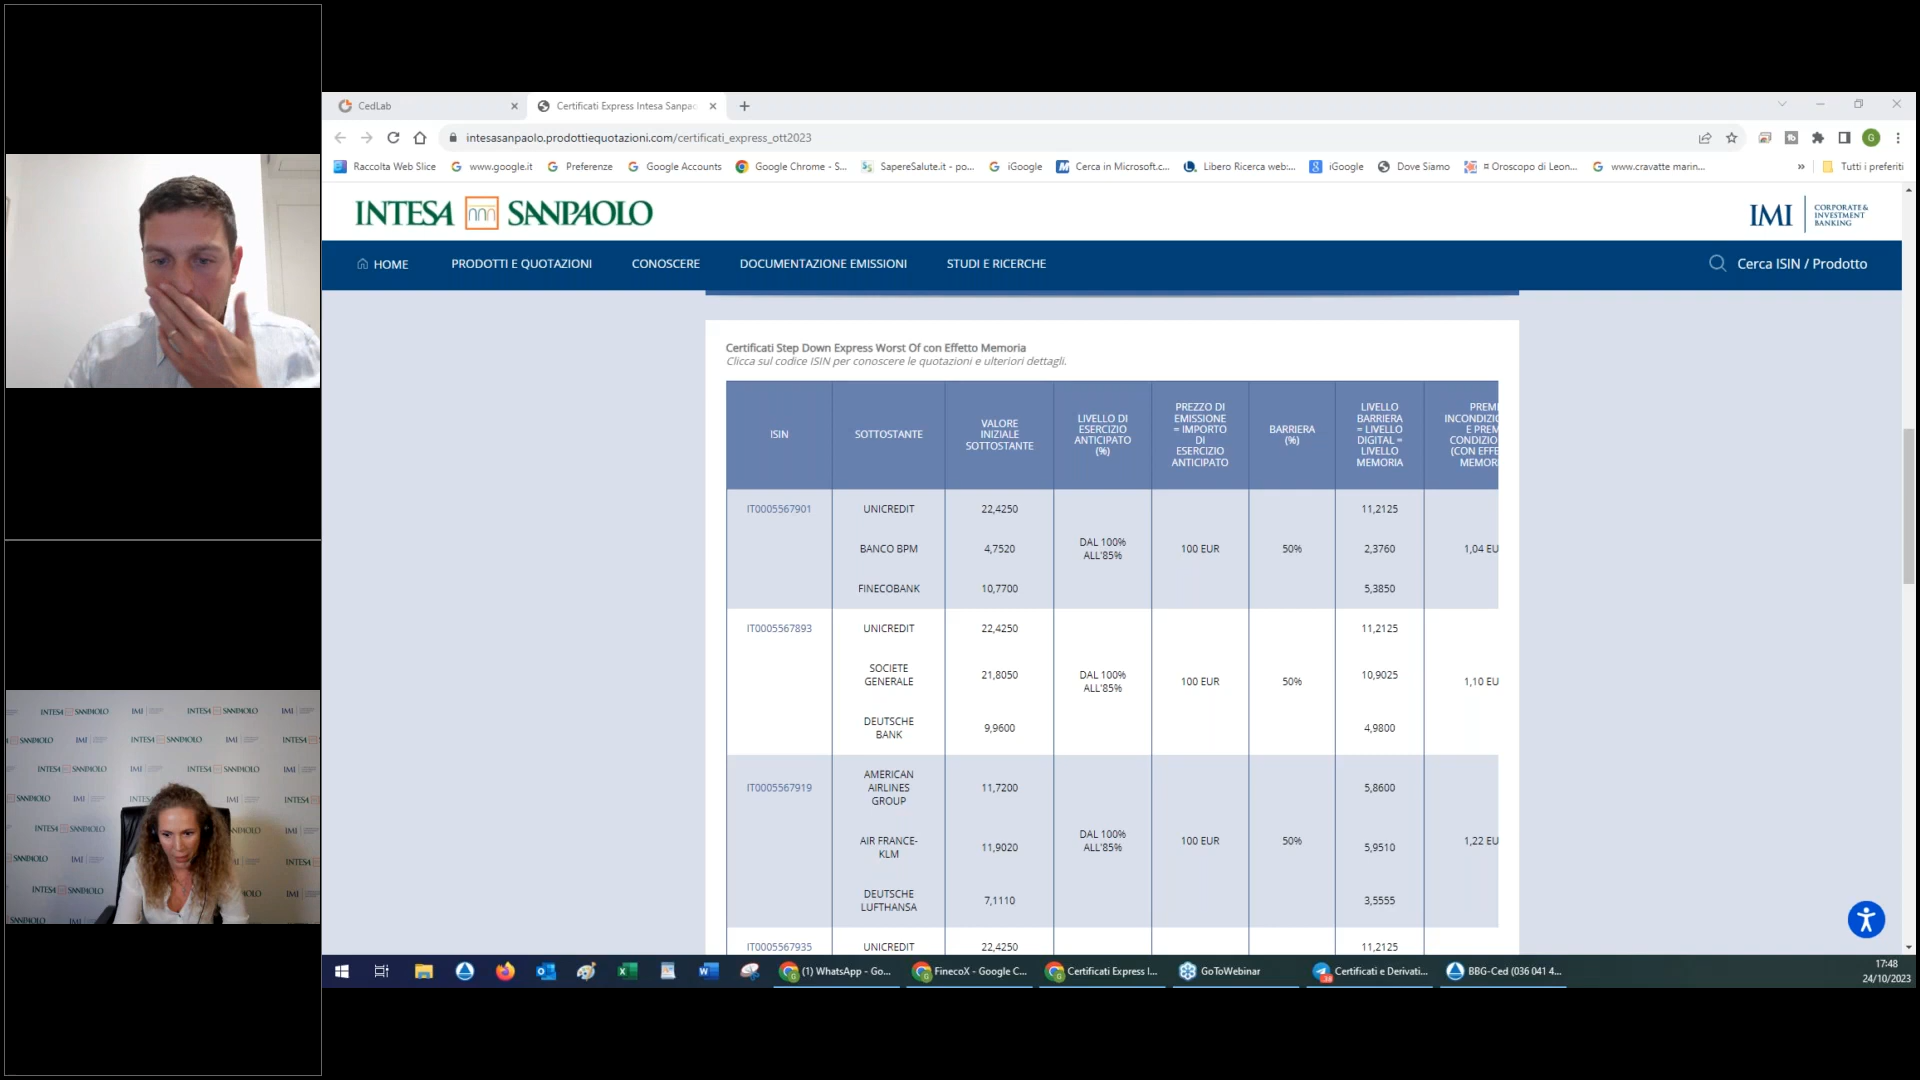 CedLab
Certificati Express Intesa Sanpao
intesasanpaolo.prodottiequotazioni.com/certificati_express_ott2023
Raccolta Web Slice
www.google.it
Preferenze
Google Accounts
Google Chrome - S...
SapereSalute.it - po...
iGoogle
Cerca in Microsoft.c...
Libero Ricerca web:...
iGoogle
Dove Siamo
¤ Oroscopo di Leon...
www.cravatte marin...
»
Tutti i preferiti
INTESA SANPAOLO
IMI CORPORATE &
INVESTMENT
BANKING
HOME
PRODOTTI E QUOTAZIONI
CONOSCERE
DOCUMENTAZIONE EMISSIONI
STUDI E RICERCHE
Cerca ISIN / Prodotto
Certificati Step Down Express Worst Of con Effetto Memoria
Clicca sul codice ISIN per conoscere le quotazioni e ulteriori dettagli.
ISIN
SOTTOSTANTE
VALORE
INIZIALE
SOTTOSTANTE
LIVELLO DI
ESERCIZIO
ANTICIPATO
(%)
PREZZO DI
EMISSIONE
= IMPORTO
DI
ESERCIZIO
ANTICIPATO
BARRIERA
(%)
LIVELLO
BARRIERA
= LIVELLO
DIGITAL =
LIVELLO
MEMORIA
PREMI
INCONDIZIO
E PREM
CONDIZIO
(CON EFFE
MEMOR
IT0005567901
UNICREDIT
22,4250
11,2125
BANCO BPM
4,7520
DAL 100%
ALL'85%
100 EUR
50%
2,3760
1,04 EU
FINECOBANK
10,7700
5,3850
IT0005567893
UNICREDIT
22,4250
11,2125
SOCIETE
GENERALE
21,8050
DAL 100%
ALL'85%
100 EUR
50%
10,9025
1,10 EU
DEUTSCHE
BANK
9,9600
4,9800
IT0005567919
AMERICAN
AIRLINES
GROUP
11,7200
5,8600
AIR FRANCE-
KLM
11,9020
DAL 100%
ALL'85%
100 EUR
50%
5,9510
1,22 EU
DEUTSCHE
LUFTHANSA
7,1110
3,5555
IT0005567935
UNICREDIT
22,4250
11,2125
(1) WhatsApp - Go...
FinecoX - Google C...
Certificati Express I...
GoToWebinar
Certificati e Derivati...
BBG-Ced (036 041 4...
17:48
24/10/2023